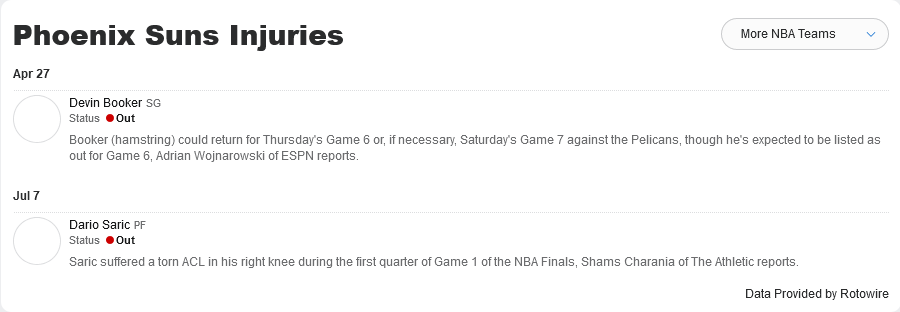 Phoenix Suns Injuries
More NBA Teams
Apr 27
Devin Booker SG
Status Out
Booker (hamstring) could return for Thursday's Game 6 or, if necessary, Saturday's Game 7 against the Pelicans, though he's expected to be listed as
out for Game 6, Adrian Wojnarowski of ESPN reports.
Jul 7
Dario Saric PF
Status Out
Saric suffered a torn ACL in his right knee during the first quarter of Game 1 of the NBA Finals, Shams Charania of The Athletic reports.
Data Provided by Rotowire